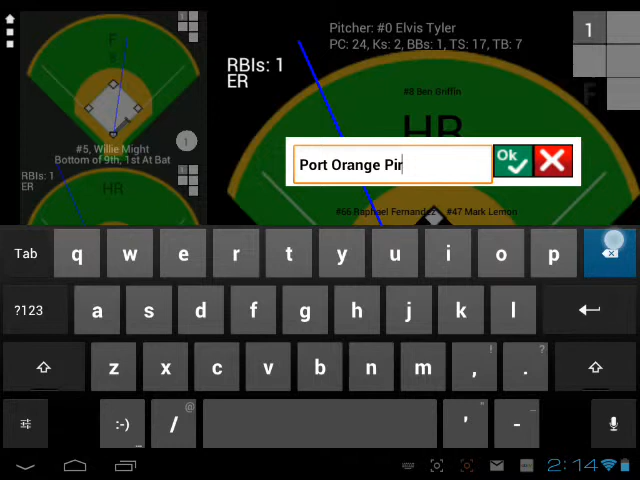 F
#5, Willie Might
Bottom of 9th, 1st At Bat
1
RBIs: 1
ER
HR
Pitcher: #0 Elvis Tyler
PC: 24, Ks: 2, BBs: 1, TS: 17, TB: 7
RBIs: 1
ER
1
F
#8 Ben Griffin
HR
Port Orange Pir
Ok
#66 Raphael Fernandez
#47 Mark Lemon
Tab q w e r t y u i o p
?123 a s d f g h j k l
z x c v b n m , ! . ?
:-) ... / @ ' " - _
2:14